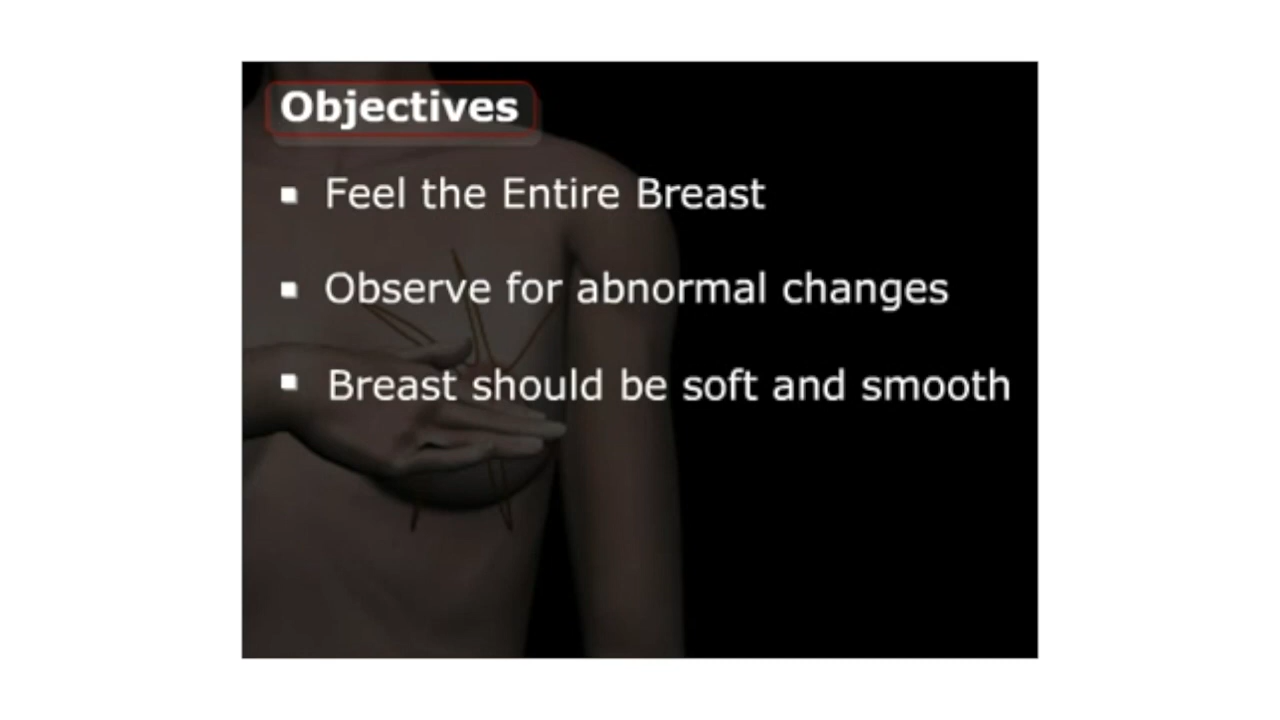 Objectives
▪ Feel the Entire Breast
▪ Observe for abnormal changes
▪ Breast should be soft and smooth